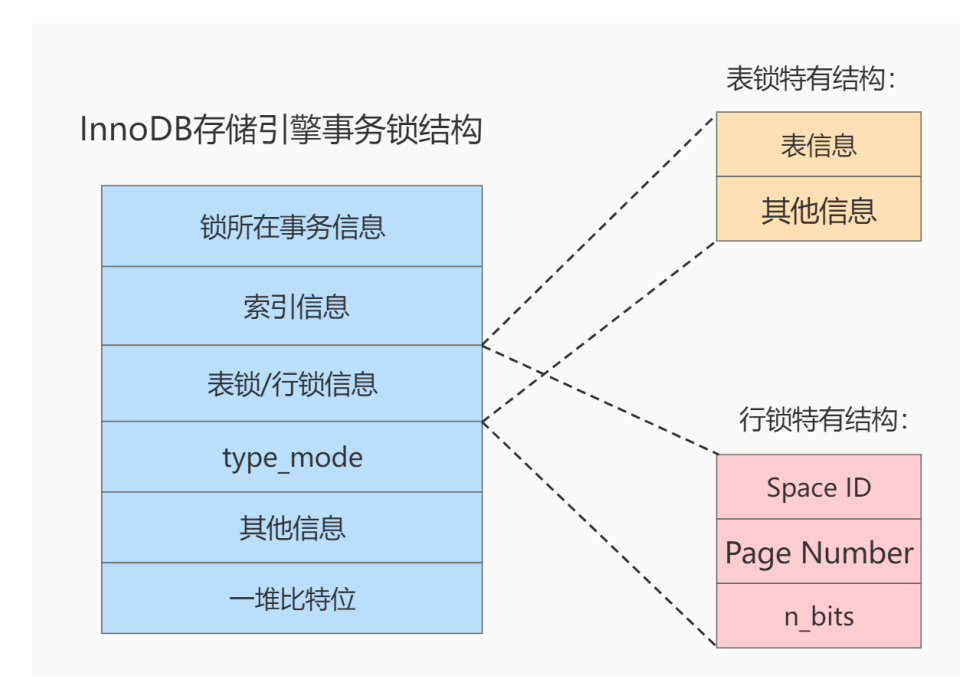 InnoDB存储引擎事务锁结构
锁所在事务信息
索引信息
表锁/行锁信息
type_mode
其他信息
一堆比特位
表锁特有结构：
表信息
其他信息
行锁特有结构：
Space ID
Page Number
n_bits